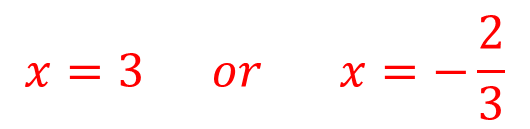 x = 3 or x = -2/3